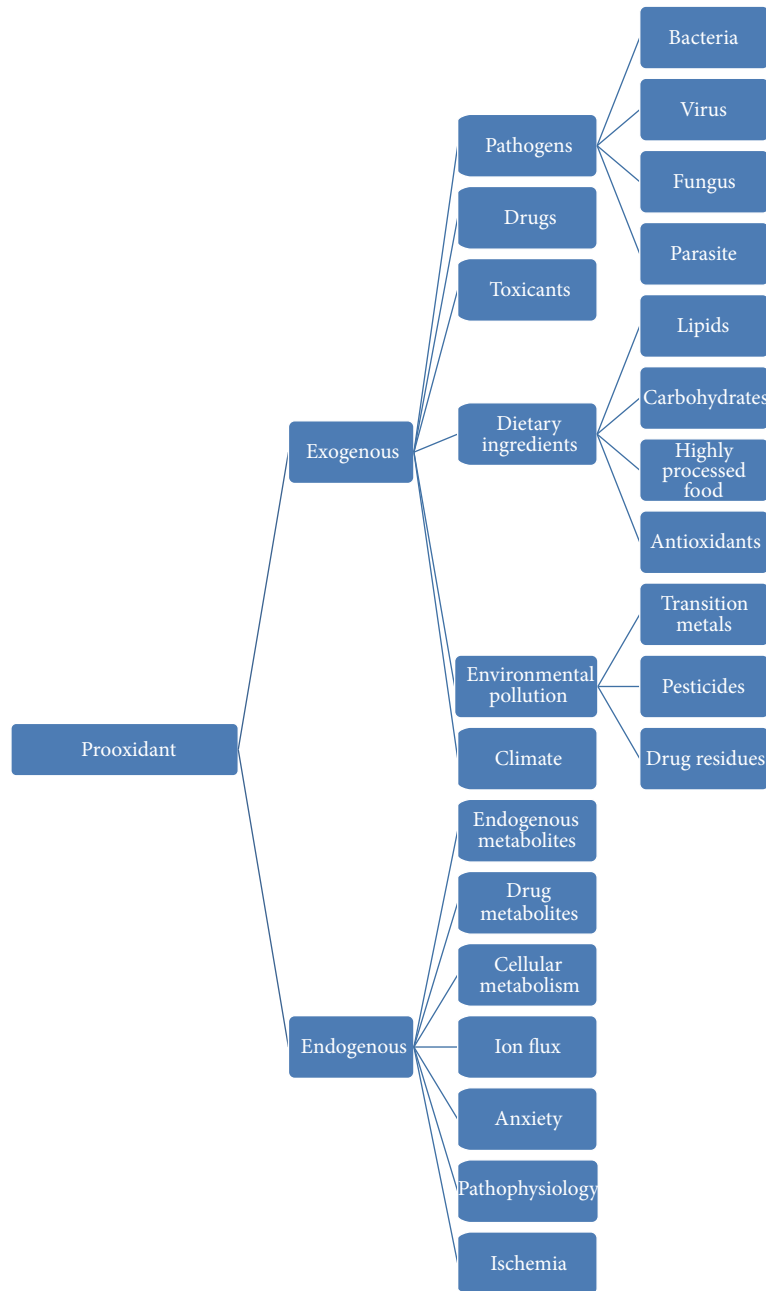 Prooxidant
Exogenous
Pathogens
Bacteria
Virus
Fungus
Parasite
Drugs
Toxicants
Dietary
ingredients
Lipids
Carbohydrates
Highly
processed
food
Antioxidants
Environmental
pollution
Transition
metals
Pesticides
Drug residues
Climate
Endogenous
Endogenous
metabolites
Drug
metabolites
Cellular
metabolism
Ion flux
Anxiety
Pathophysiology
Ischemia